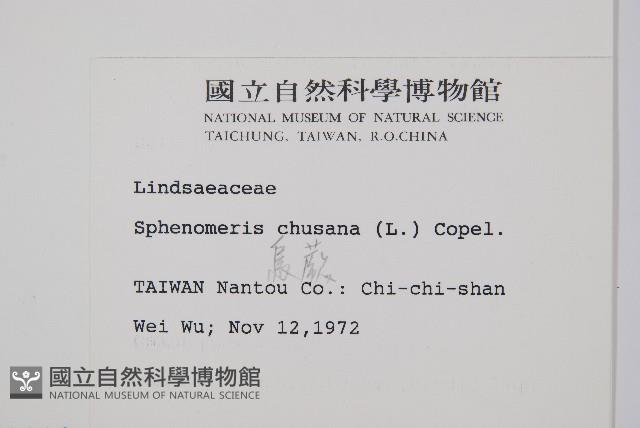 國立自然科學博物館
NATIONAL MUSEUM OF NATURAL SCIENCE
TAICHUNG, TAIWAN, R.O.CHINA
Lindsaeaceae
Sphenomeris chusana (L.) Copel.
烏蕨
TAIWAN Nantou Co.: Chi-chi-shan
Wei Wu; Nov 12,1972
國立自然科學博物館
NATIONAL MUSEUM OF NATURAL SCIENCE